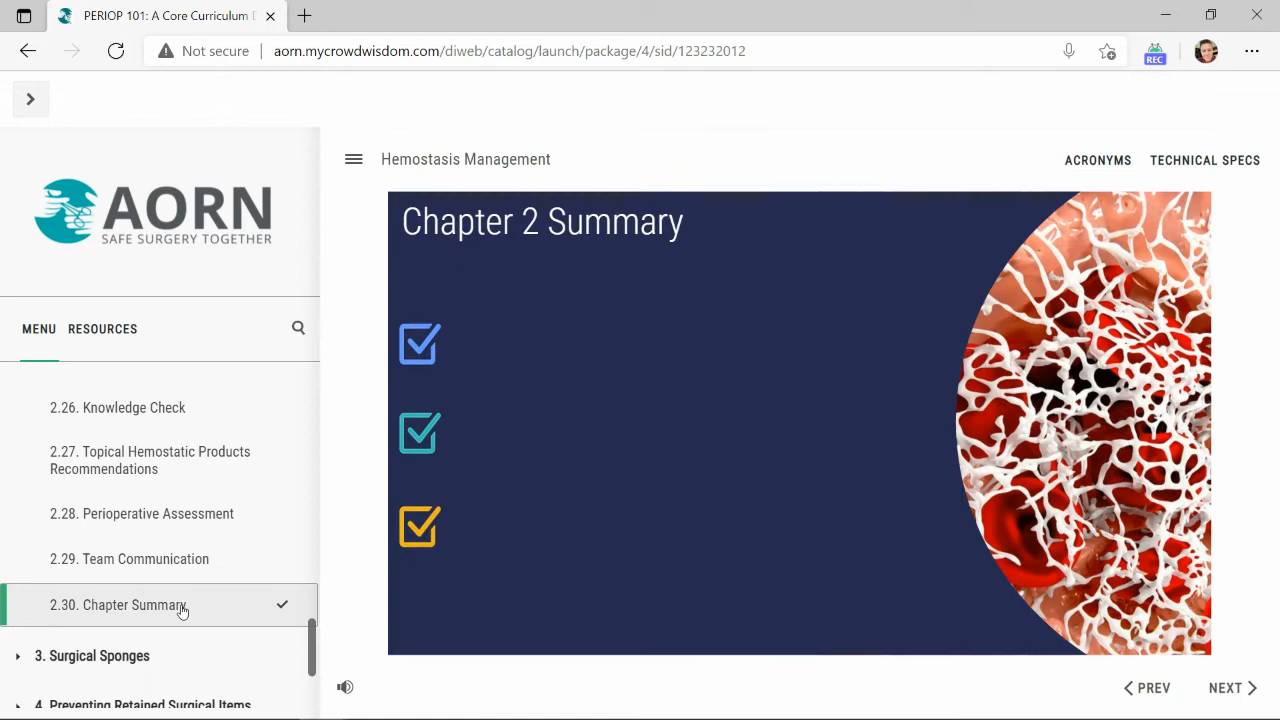 PERIOP 101: A Core Curriculum
Not secure
aorn.mycrowdwisdom.com/diweb/catalog/launch/package/4/sid/123232012
REC
AORN
SAFE SURGERY TOGETHER
Hemostasis Management
ACRONYMS
TECHNICAL SPECS
MENU
RESOURCES
2.26. Knowledge Check
2.27. Topical Hemostatic Products
Recommendations
2.28. Perioperative Assessment
2.29. Team Communication
2.30. Chapter Summary
3. Surgical Sponges
4. Preventing Retained Surgical Items
Chapter 2 Summary
PREV
NEXT